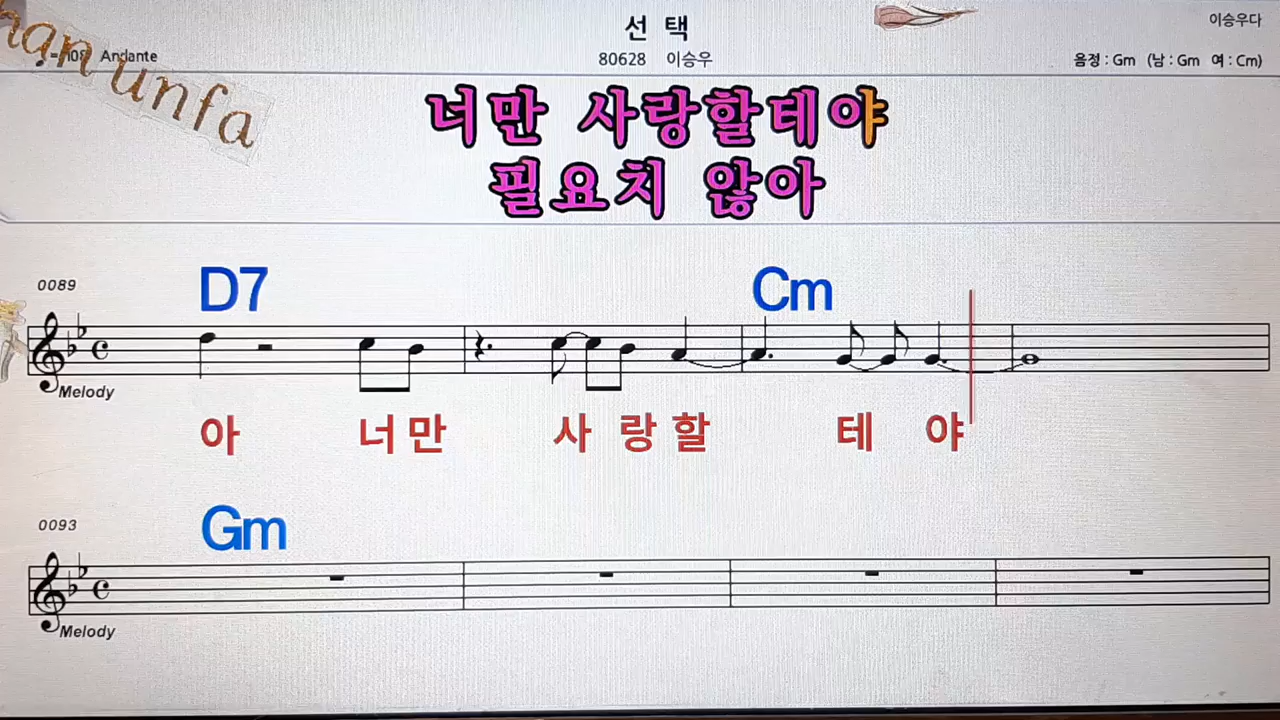 선 택
80628 이승우
이승우다
Andante
음정 : Gm (남 : Gm 여 : Cm)
unfa
너만 사랑할테야
필요치 않아
0089
D7 Cm
Melody
아 너만 사 랑 할 테 야
0093
Gm
Melody